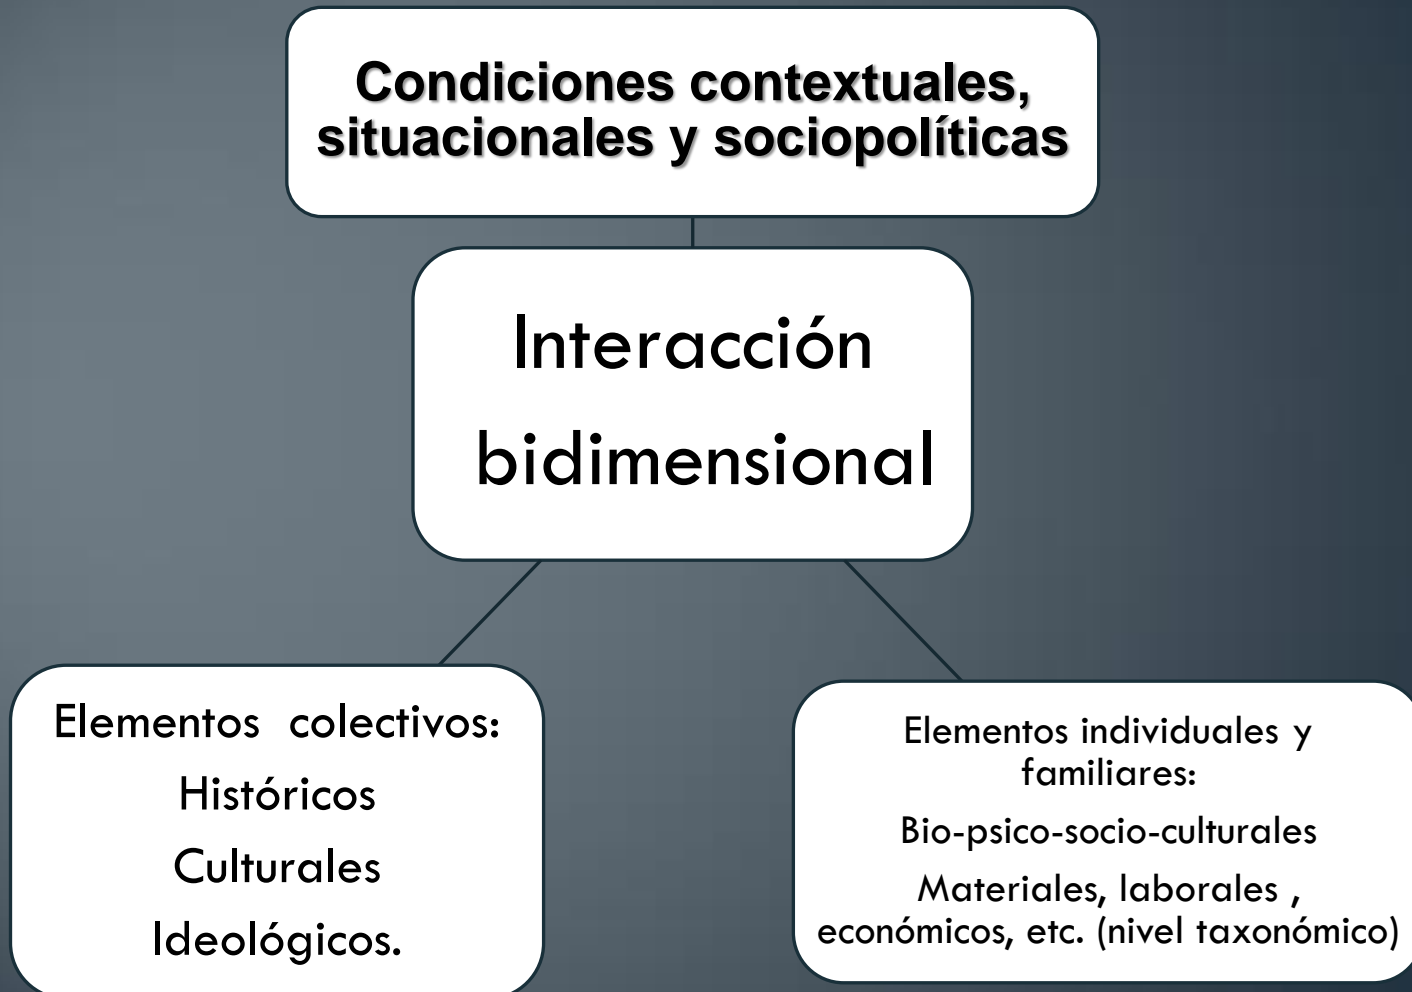 Condiciones contextuales,
situacionales y sociopolíticas
Interacción
bidimensional
Elementos colectivos:
Históricos
Culturales
Ideológicos.
Elementos individuales y
familiares:
Bio-psico-socio-culturales
Materiales, laborales ,
económicos, etc. (nivel taxonómico)